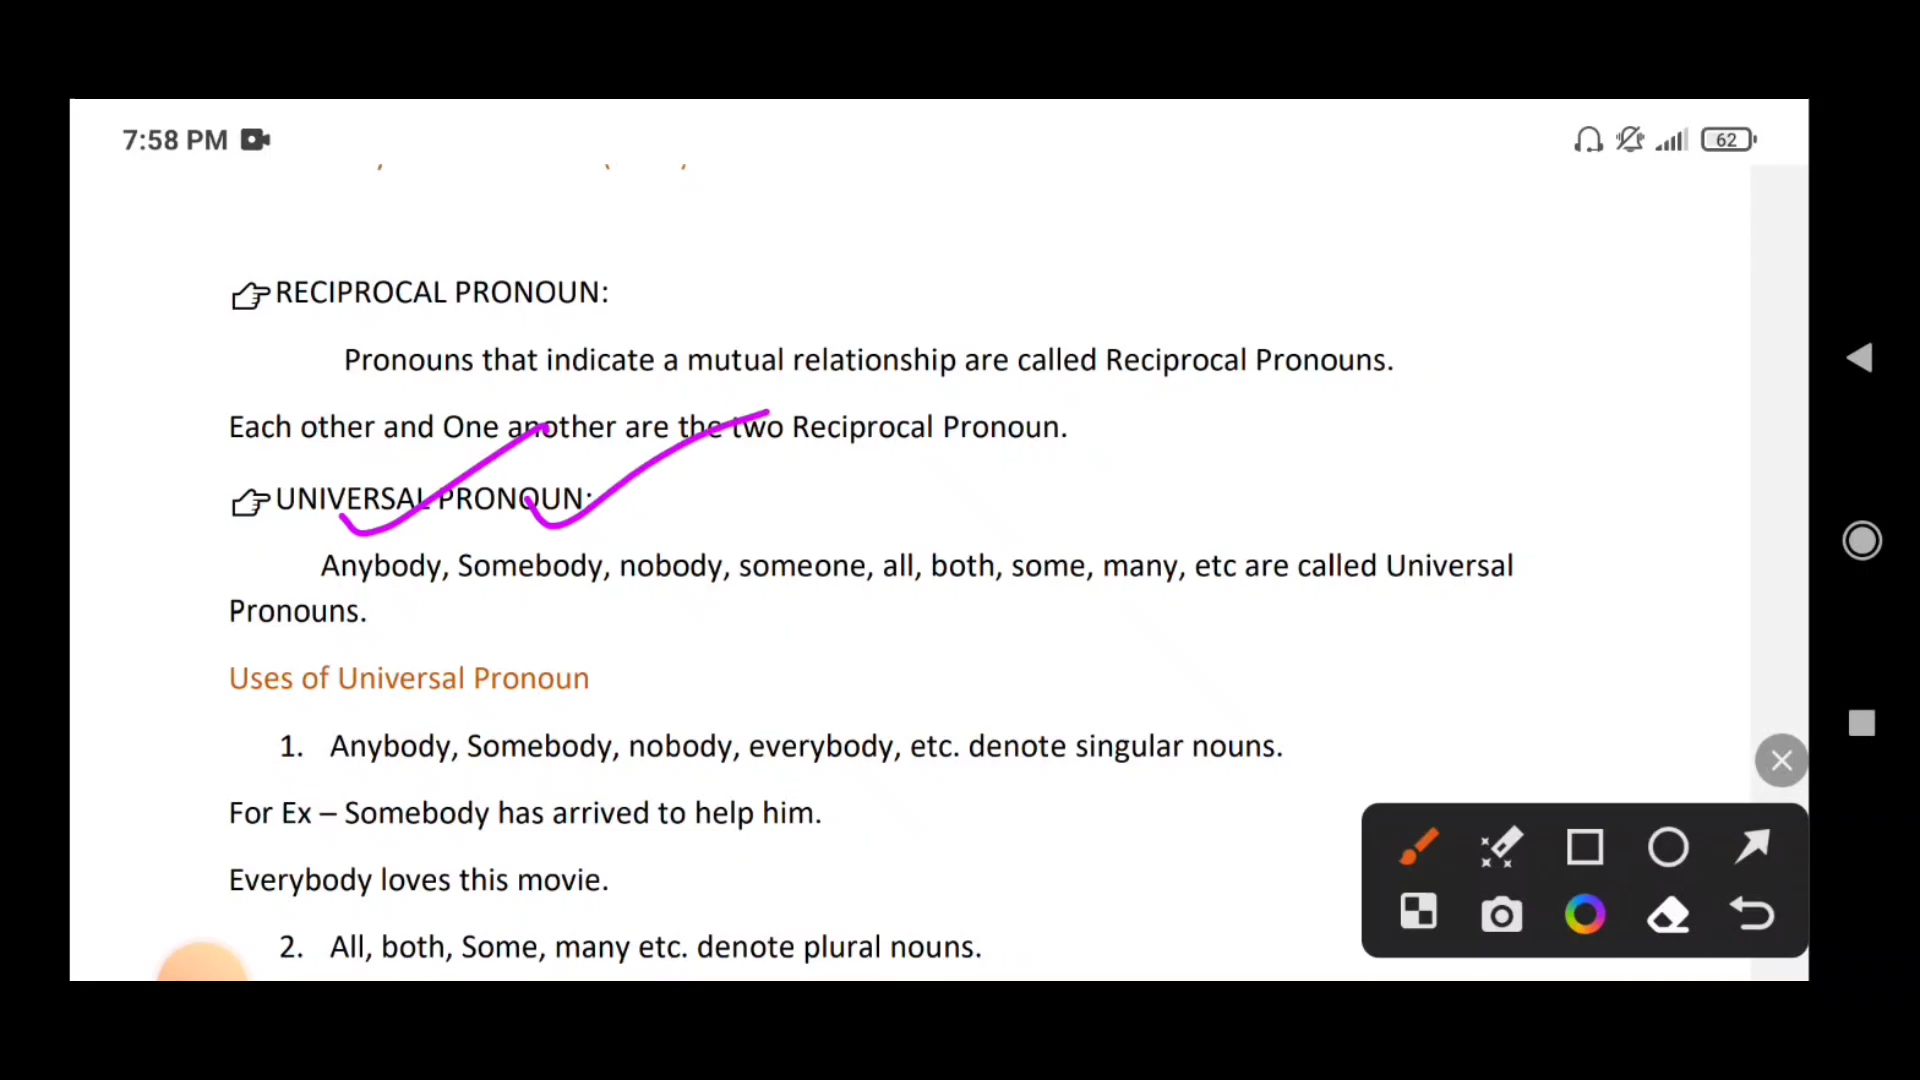 7:58 PM
62
RECIPROCAL PRONOUN:
Pronouns that indicate a mutual relationship are called Reciprocal Pronouns.
Each other and One another are the two Reciprocal Pronoun.
UNIVERSAL PRONOUN:
Anybody, Somebody, nobody, someone, all, both, some, many, etc are called Universal
Pronouns.
Uses of Universal Pronoun
1. Anybody, Somebody, nobody, everybody, etc. denote singular nouns.
For Ex – Somebody has arrived to help him.
Everybody loves this movie.
2. All, both, Some, many etc. denote plural nouns.